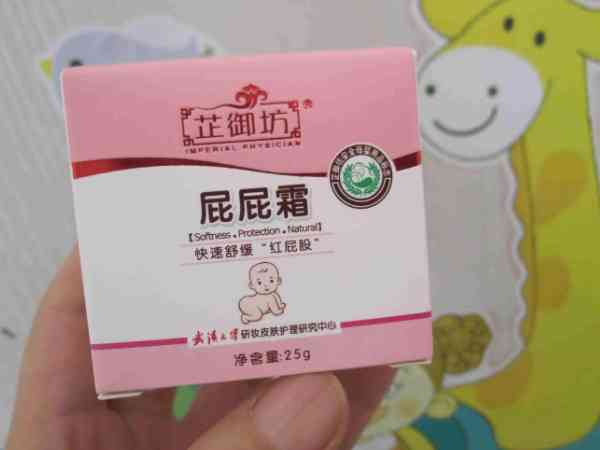 芷御坊®
IMPERIAL PHYSICIAN
屁屁霜
【Softness。Protection。Natural】
快速舒缓“红屁股”
武汉大学研妆皮肤护理研究中心
净含量:25g